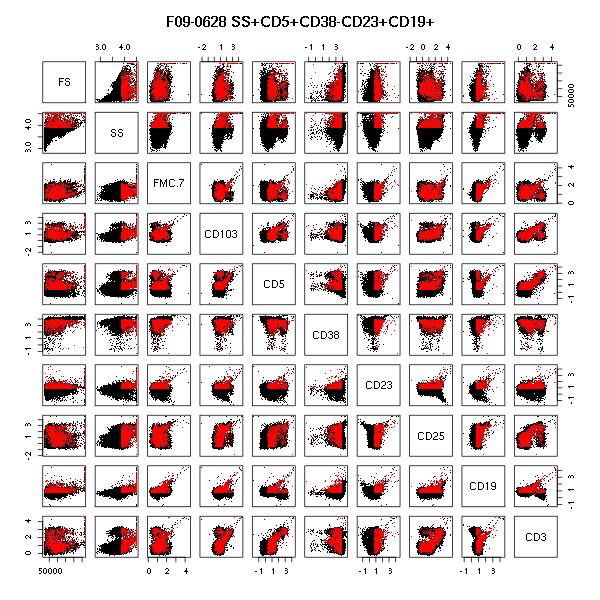 F09-0628 SS+CD5+CD38-CD23+CD19+
3.0 4.0 -2 1 3 -1 1 3 -2 0 2 4 0 2 4
FS
50000
3.0 4.0
SS
FMC.7
0 2 4
-2 1 3
CD103
CD5
-1 1 3
-1 1 3
CD38
CD23
-1 1 3
-2 1 3
CD25
CD19
-1 1 3
0 2 4
CD3
50000 0 2 4 -1 1 3 -1 1 3 -1 1 3